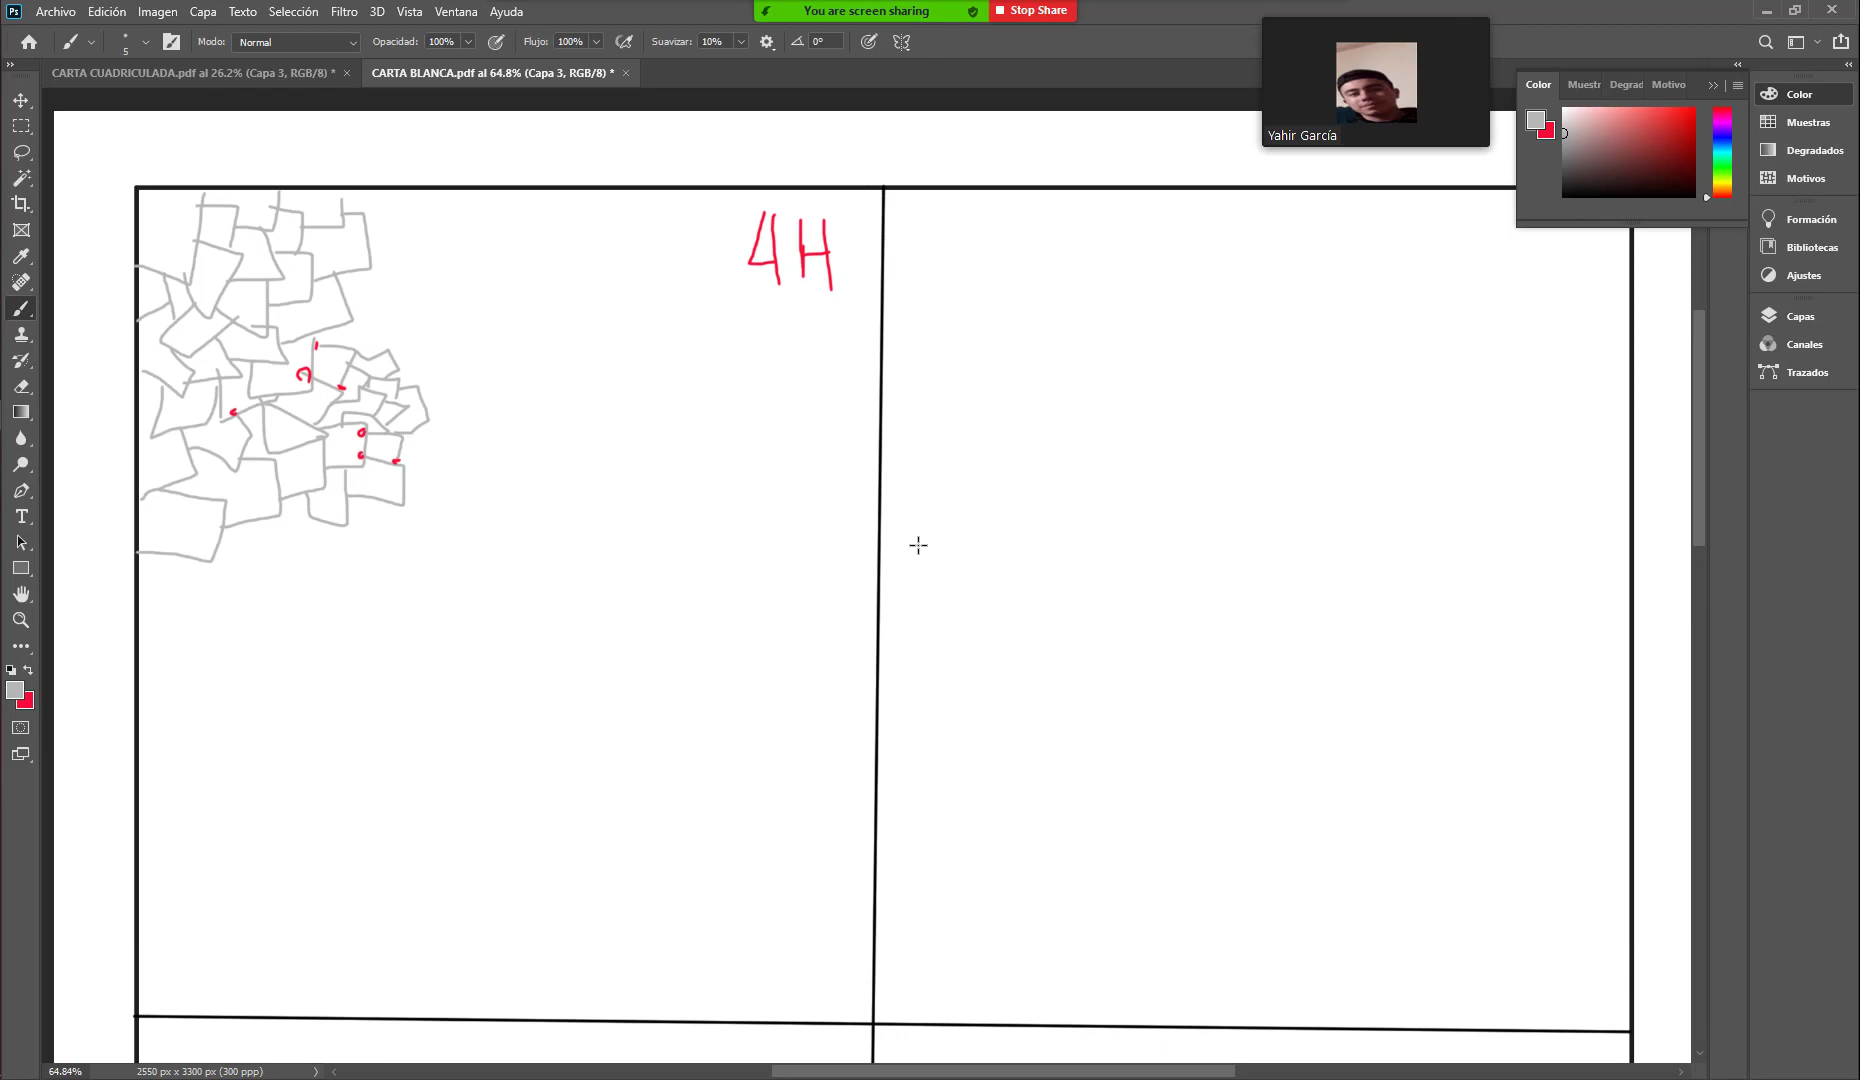 Ps Archivo Edición Imagen Capa Texto Selección Filtro 3D Vista Ventana Ayuda
You are screen sharing Stop Share
5 Modo: Normal Opacidad: 100% Flujo: 100% Suavizar: 10% 0°
CARTA CUADRICULADA.pdf al 26.2% (Capa 3, RGB/8) * × CARTA BLANCA.pdf al 64.8% (Capa 3, RGB/8) * ×
Yahir García
Color Muestr Degrad Motivo
Color
Muestras
Degradados
Motivos
Formación
Bibliotecas
Ajustes
Capas
Canales
Trazados
4H
64.84% 2550 px x 3300 px (300 ppp)